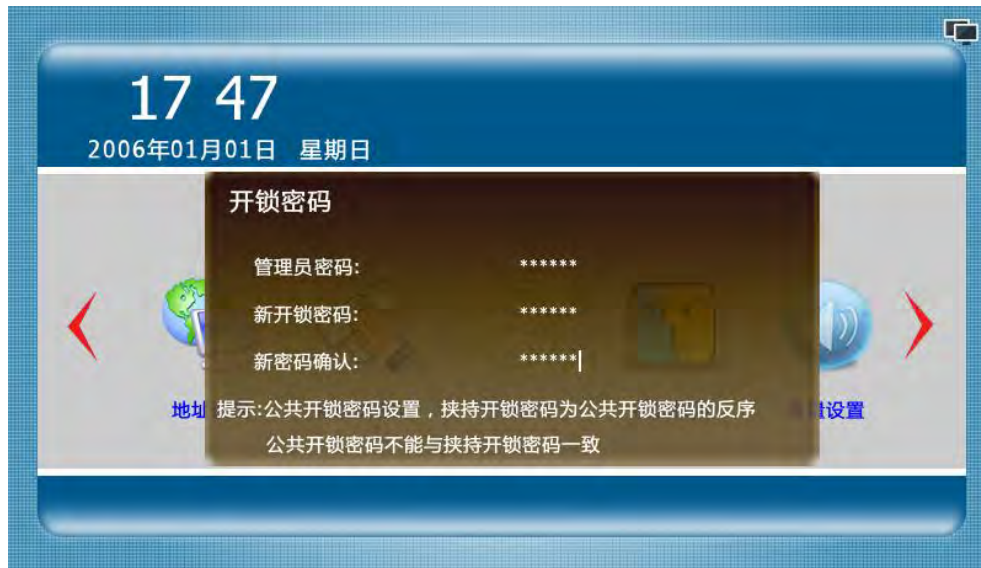 17 47
2006年01月01日 星期日
开锁密码
管理员密码: ******
新开锁密码: ******
新密码确认: ******
提示:公共开锁密码设置，挟持开锁密码为公共开锁密码的反序
公共开锁密码不能与挟持开锁密码一致
地址
设置